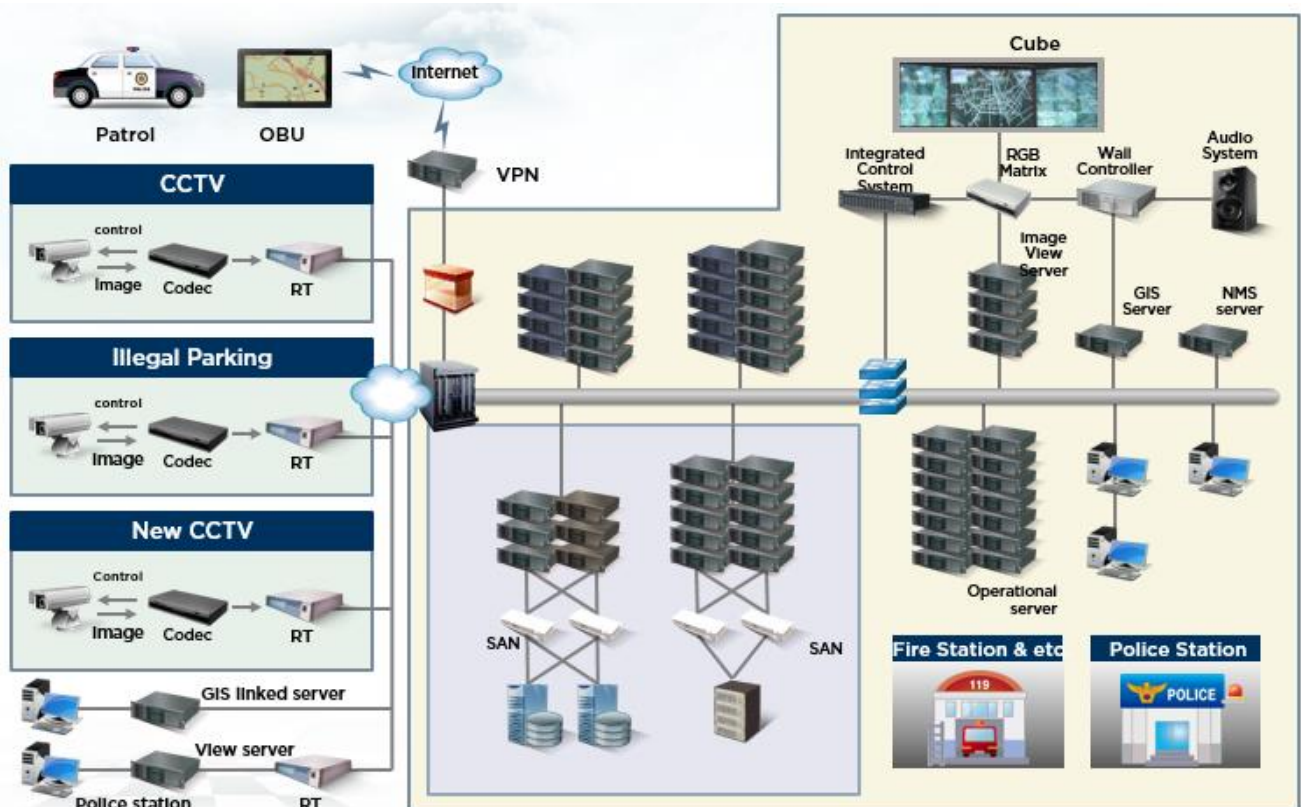 Patrol
OBU
Internet
VPN
CCTV
control
Image
Codec
RT
Illegal Parking
control
Image
Codec
RT
New CCTV
Control
Image
Codec
RT
GIS linked server
View server
Police station
RT
Cube
Integrated
Control
System
RGB
Matrix
Wall
Controller
Audio
System
Image
View
Server
GIS
Server
NMS
server
SAN
SAN
Operational
server
Fire Station & etc
119
Police Station
POLICE